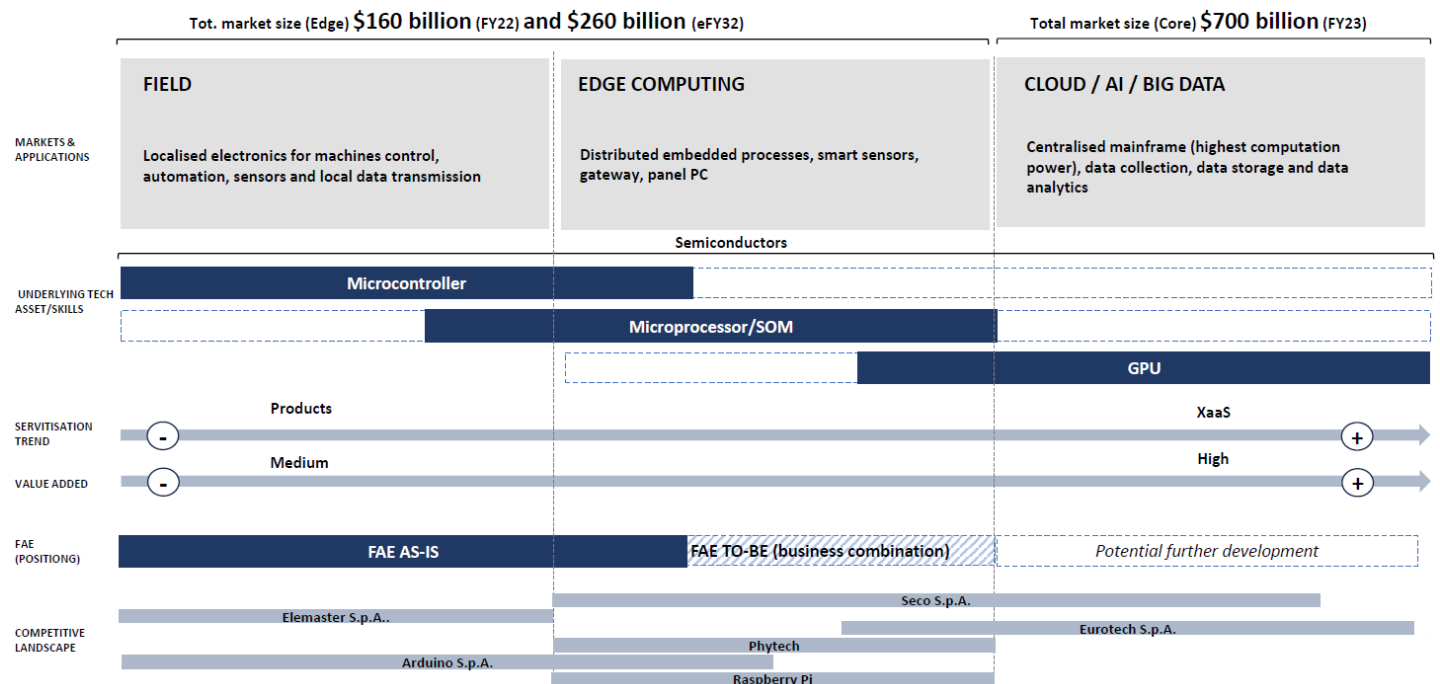 Tot. market size (Edge) $160 billion (FY22) and $260 billion (eFY32)
Total market size (Core) $700 billion (FY23)
MARKETS &
APPLICATIONS
FIELD
Localised electronics for machines control,
automation, sensors and local data transmission
EDGE COMPUTING
Distributed embedded processes, smart sensors,
gateway, panel PC
CLOUD / AI / BIG DATA
Centralised mainframe (highest computation
power), data collection, data storage and data
analytics
Semiconductors
UNDERLYING TECH
ASSET/SKILLS
Microcontroller
Microprocessor/SOM
GPU
SERVITISATION
TREND
Products
XaaS
-
+
VALUE ADDED
Medium
High
-
+
FAE
(POSITIONG)
FAE AS-IS
FAE TO-BE (business combination)
Potential further development
COMPETITIVE
LANDSCAPE
Seco S.p.A.
Elemaster S.p.A..
Eurotech S.p.A.
Phytech
Arduino S.p.A.
Raspberry Pi